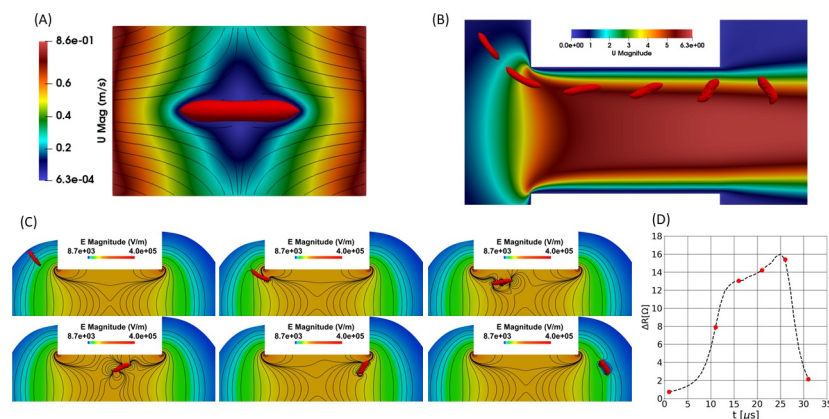 (A)
8.6e-01
0.6
0.4
0.2
6.3e-04
U Mag (m/s)
(B)
0.0e+00 1 2 3 4 5 6.3e+00
U Magnitude
(C)
E Magnitude (V/m)
8.7e+03 4.0e+05
E Magnitude (V/m)
8.7e+03 4.0e+05
E Magnitude (V/m)
8.7e+03 4.0e+05
E Magnitude (V/m)
8.7e+03 4.0e+05
E Magnitude (V/m)
8.7e+03 4.0e+05
E Magnitude (V/m)
8.7e+03 4.0e+05
(D)
18
16
14
12
10
8
6
4
2
0
ΔR[Ω]
0 5 10 15 20 25 30 35
t [μs]